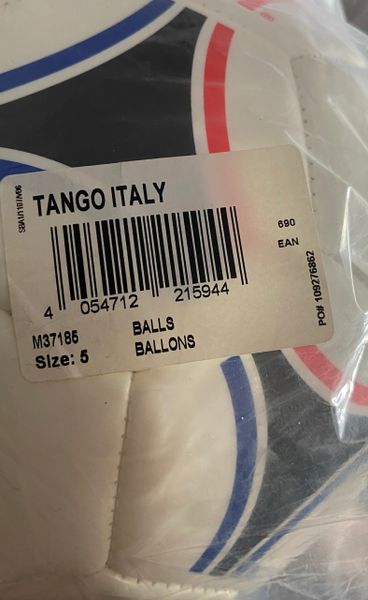 TANGO ITALY
690
EAN
4 054712 215944
M37185
BALLS
Size: 5
BALLONS
PO# 109276862